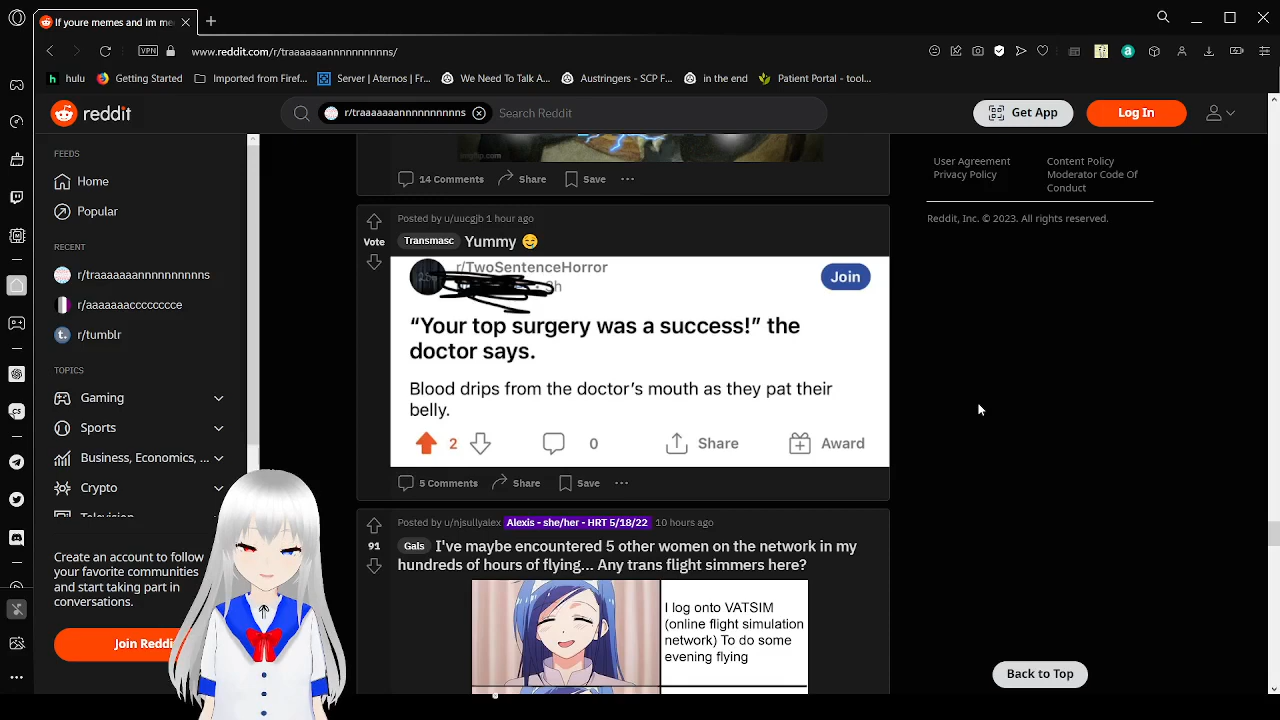 If youre memes and im me
VPN
www.reddit.com/r/traaaaaaannnnnnnnnns/
hulu
Getting Started
Imported from Firef...
Server | Aternos | Fr...
We Need To Talk A...
Austringers - SCP F...
in the end
Patient Portal - tool...
reddit
r/traaaaaaannnnnnnnnns
Search Reddit
Get App
Log In
FEEDS
Home
Popular
RECENT
r/traaaaaaannnnnnnnnns
r/aaaaaaacccccccce
r/tumblr
TOPICS
Gaming
Sports
Business, Economics, ...
Crypto
Television
Create an account to follow
your favorite communities
and start taking part in
conversations.
Join Reddi
imgflip.com
14 Comments
Share
Save
Posted by u/uucgjb 1 hour ago
Vote
Transmasc
Yummy 😋
r/TwoSentenceHorror
Join
“Your top surgery was a success!” the
doctor says.
Blood drips from the doctor’s mouth as they pat their
belly.
2
0
Share
Award
5 Comments
Share
Save
Posted by u/njsullyalex Alexis - she/her - HRT 5/18/22 10 hours ago
91
Gals
I've maybe encountered 5 other women on the network in my
hundreds of hours of flying... Any trans flight simmers here?
I log onto VATSIM
(online flight simulation
network) To do some
evening flying
User Agreement
Privacy Policy
Content Policy
Moderator Code Of
Conduct
Reddit, Inc. © 2023. All rights reserved.
Back to Top